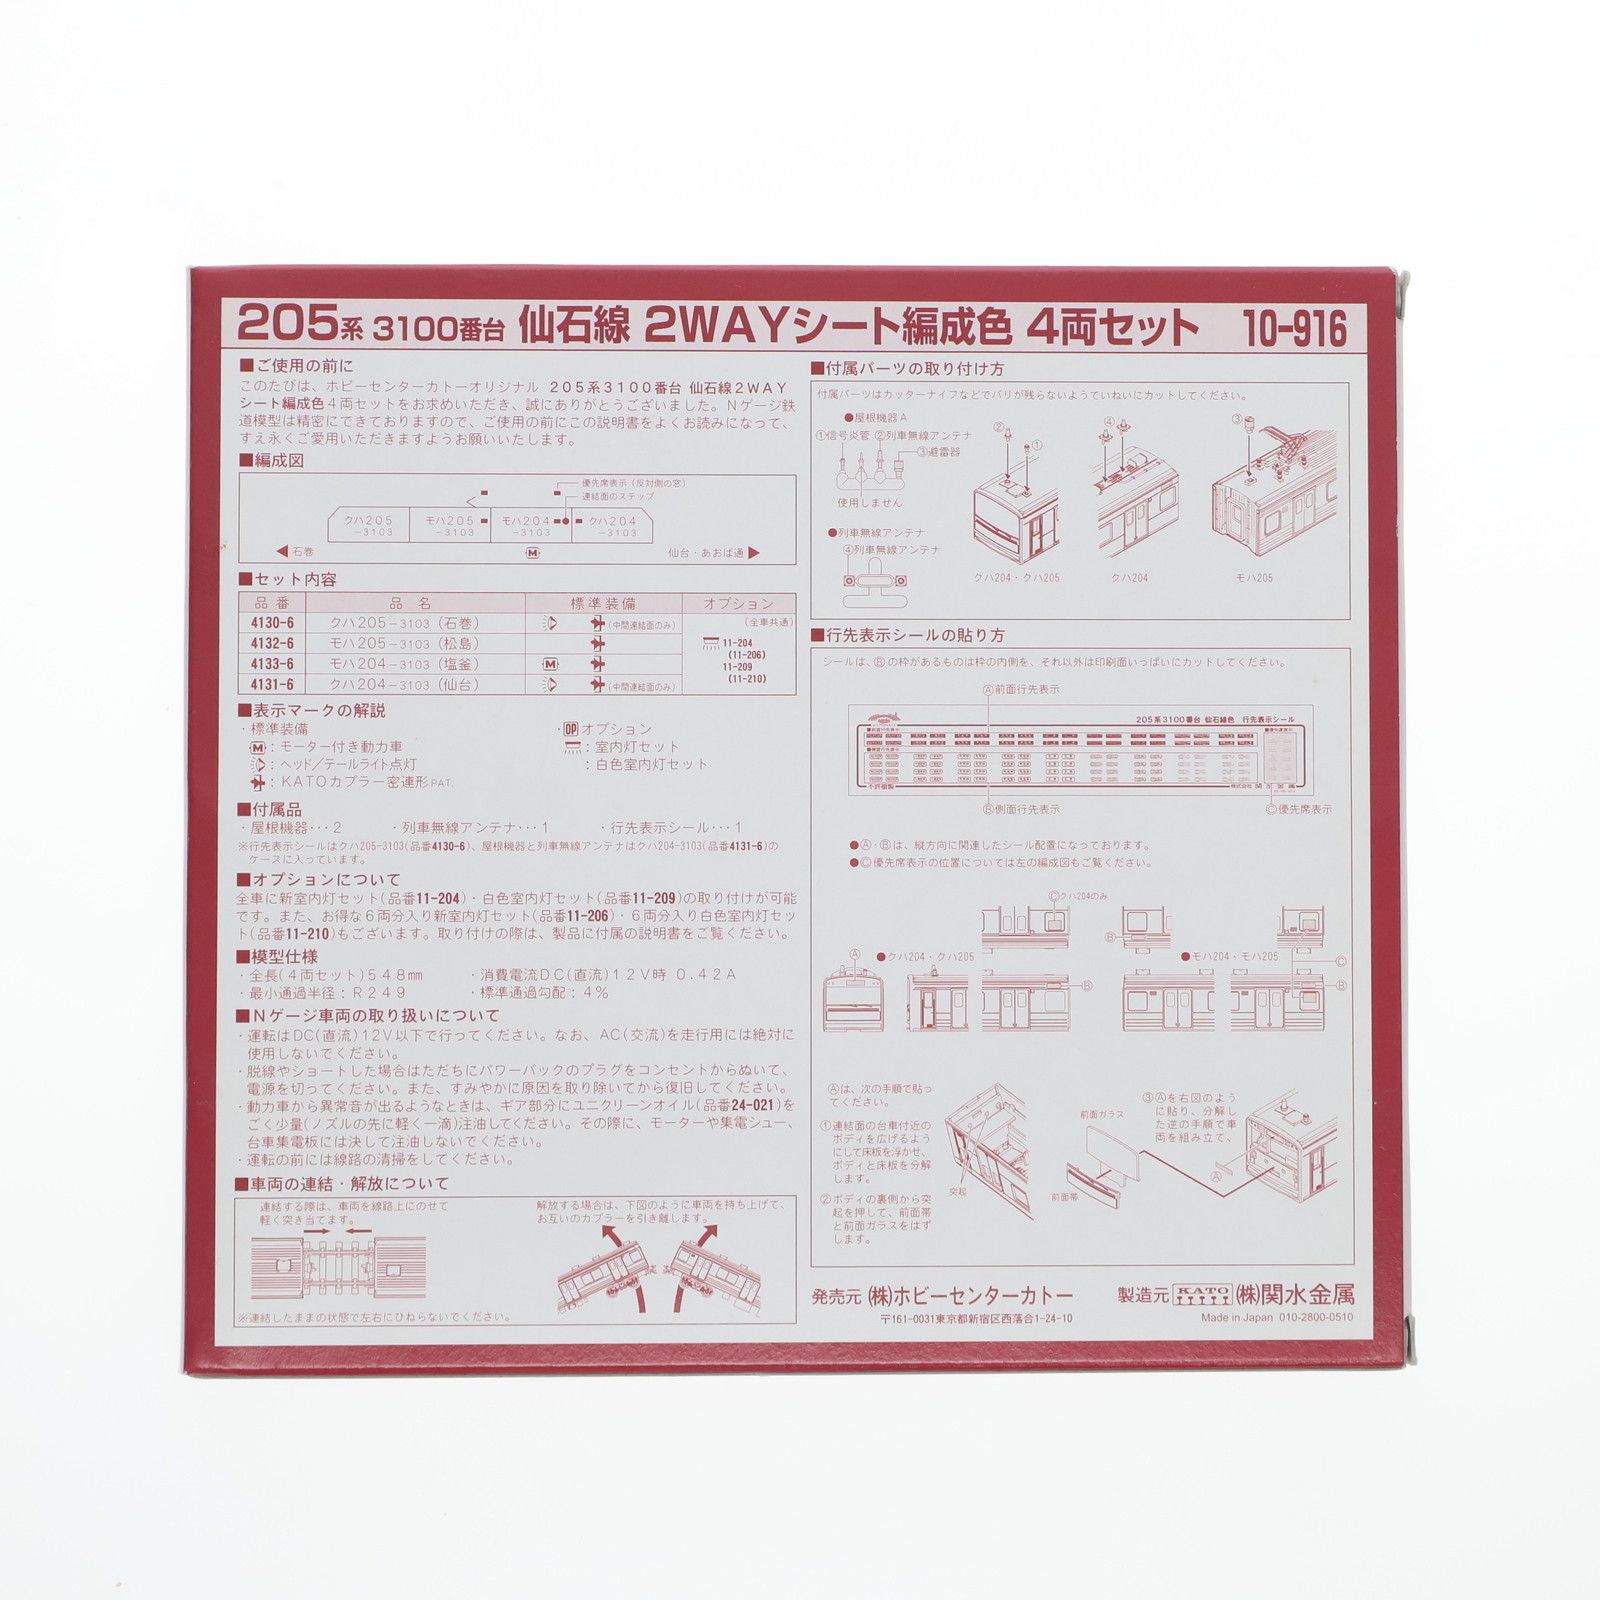 205系 3100番台 仙石線 2WAYシート編成色 4両セット 10-916
■ご使用の前に
このたびは、ホビーセンターカトーオリジナル 205系3100番台 仙石線2WAY
シート編成色4両セットをお求めいただき、誠にありがとうございました。Nゲージ鉄
道模型は精密にできておりますので、ご使用の前にこの説明書をよくお読みになって、
すえ永くご愛用いただきますようお願いいたします。
■編成図
優先席表示(反対側の窓)
連結面のステップ
クハ205 モハ205 モハ204 クハ204
-3103 -3103 -3103 -3103
◀石巻 M 仙台・あおば通▶
■セット内容
品番 品名 標準装備 オプション
4130-6 クハ205-3103(石巻) (中間連結面のみ) (全車共通)
4132-6 モハ205-3103(松島) 11-204
(11-206)
4133-6 モハ204-3103(塩釜) M 11-209
4131-6 クハ204-3103(仙台) (中間連結面のみ) (11-210)
■表示マークの解説
・標準装備 ・OPオプション
M:モーター付き動力車 :室内灯セット
:ヘッド/テールライト点灯 :白色室内灯セット
:KATOカプラー密連形PAT.
■付属品
・屋根機器・・・2 ・列車無線アンテナ・・・1 ・行先表示シール・・・1
※行先表示シールはクハ205-3103(品番4130-6)、屋根機器と列車無線アンテナはクハ204-3103(品番4131-6)の
ケースに入っています。
■オプションについて
全車に新室内灯セット(品番11-204)・白色室内灯セット(品番11-209)の取り付けが可能
です。また、お得な6両分入り新室内灯セット(品番11-206)・6両分入り白色室内灯セッ
ト(品番11-210)もございます。取り付けの際は、製品に付属の説明書をご覧ください。
■模型仕様
・全長(4両セット)548mm ・消費電流DC(直流)12V時 0.42A
・最小通過半径:R249 ・標準通過勾配:4%
■Nゲージ車両の取り扱いについて
・運転はDC(直流)12V以下で行ってください。なお、AC(交流)を走行用には絶対に
使用しないでください。
・脱線やショートした場合はただちにパワーパックのプラグをコンセントからぬいて、
電源を切ってください。また、すみやかに原因を取り除いてから復旧してください。
・動力車から異常音が出るようなときは、ギア部分にユニクリーンオイル(品番24-021)を
ごく少量(ノズルの先に軽く一滴)注油してください。その際に、モーターや集電シュー、
台車集電板には決して注油しないでください。
・運転の前には線路の清掃をしてください。
■車両の連結・解放について
連結する際は、車両を線路上にのせて
軽く突き当てます。
解放する場合は、下図のように車両を持ち上げて、
お互いのカプラーを引き離します。
※連結したままの状態で左右にひねらないでください。
■付属パーツの取り付け方
付属パーツはカッターナイフなどでバリが残らないようていねいにカットしてください。
●屋根機器A
①信号炎管 ②列車無線アンテナ
③避雷器
使用しません
●列車無線アンテナ
④列車無線アンテナ
② ① ④ ③
クハ204・クハ205 クハ204 モハ205
■行先表示シールの貼り方
シールは、Ⓑの枠があるものは枠の内側を、それ以外は印刷面いっぱいにカットしてください。
Ⓐ前面行先表示
205系3100番台 仙石線色 行先表示シール
■前面行先表示 ■優先席表示
■側面行先表示
不許複製 株式会社 関水金属
Ⓑ側面行先表示 Ⓒ優先席表示
●Ⓐ・Ⓑは、縦方向に関連したシール配置になっております。
●Ⓒ優先席表示の位置については左の編成図もご覧ください。
Ⓒクハ204のみ
Ⓑ
Ⓐ ●クハ204・クハ205 ●モハ204・モハ205 Ⓒ
Ⓑ Ⓑ
Ⓐは、次の手順で貼っ
てください。
①連結面の台車付近の
ボディを広げるよう
にして床板を浮かせ、
ボディと床板を分解
します。
②ボディの裏側から突
起を押して、前面帯
と前面ガラスをはず
します。
突起
前面ガラス
前面帯
③Ⓐを右図のよう
に貼り、分解し
た逆の手順で車
両を組み立て、
Ⓐ
発売元 (株)ホビーセンターカトー 製造元 KATO (株)関水金属
〒161-0031東京都新宿区西落合1-24-10 Made in Japan 010-2800-0510